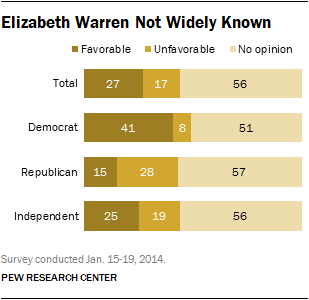 Elizabeth Warren Not Widely Known
Favorable Unfavorable No opinion
Total 27 17 56
Democrat 41 8 51
Republican 15 28 57
Independent 25 19 56
Survey conducted Jan. 15-19, 2014.
PEW RESEARCH CENTER